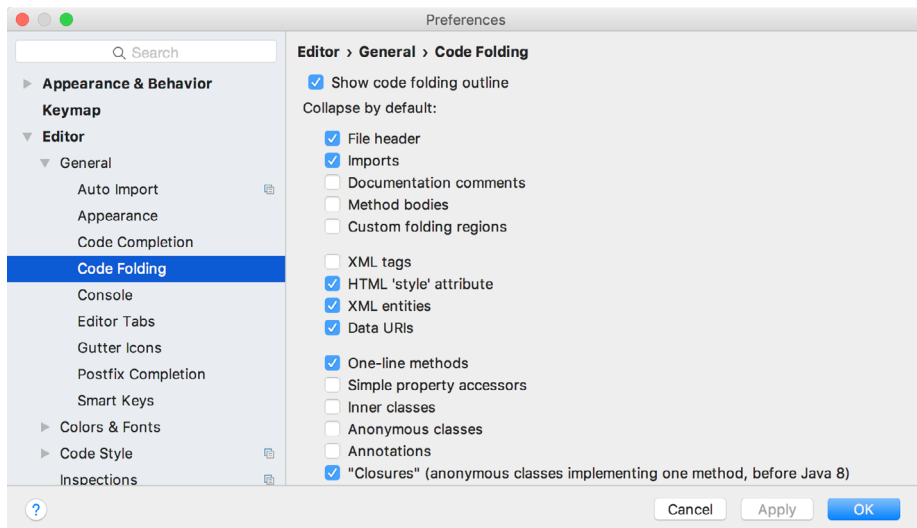 Preferences
Search
Appearance & Behavior
Keymap
Editor
General
Auto Import
Appearance
Code Completion
Code Folding
Console
Editor Tabs
Gutter Icons
Postfix Completion
Smart Keys
Colors & Fonts
Code Style
Inspections
Editor › General › Code Folding
Show code folding outline
Collapse by default:
File header
Imports
Documentation comments
Method bodies
Custom folding regions
XML tags
HTML 'style' attribute
XML entities
Data URIs
One-line methods
Simple property accessors
Inner classes
Anonymous classes
Annotations
"Closures" (anonymous classes implementing one method, before Java 8)
?
Cancel
Apply
OK